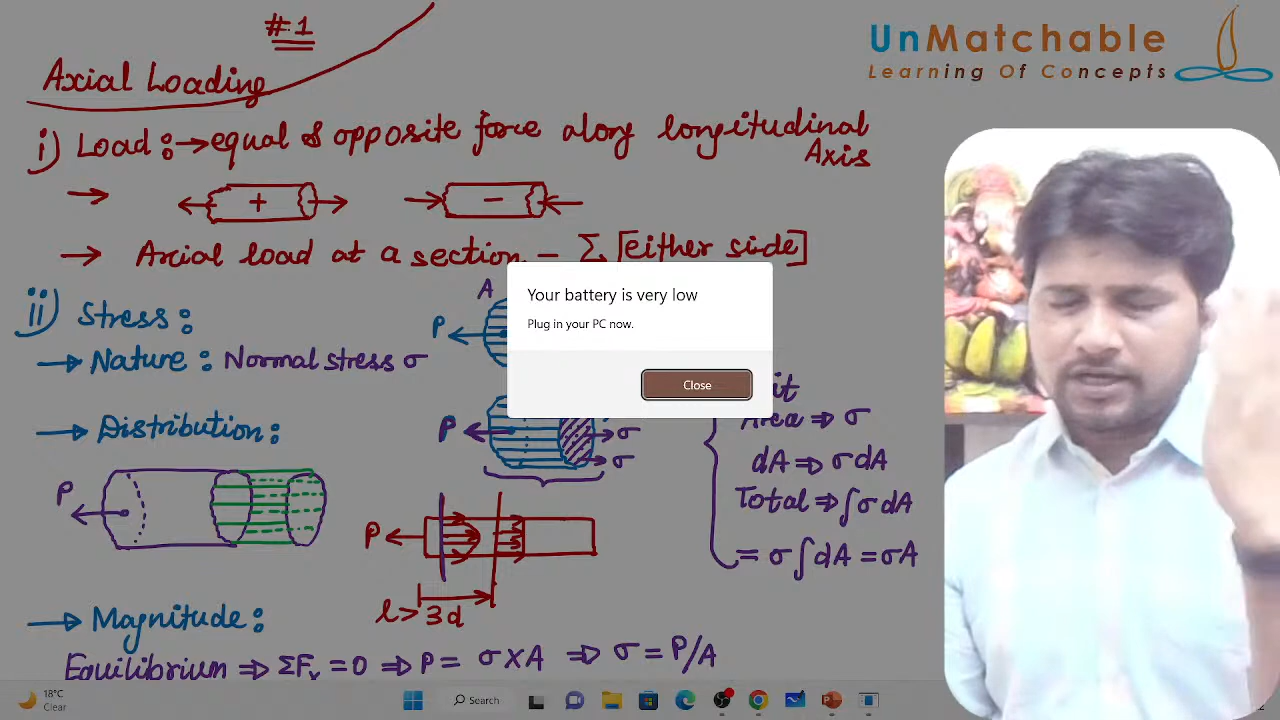 #1
UnMatchable
Learning Of Concepts
Axial Loading
i) Load :→ equal & opposite force along longitudinal
Axis
→ + −
→ Axial load at a section − Σ [either side]
ii) Stress :
A
P
→ Nature : Normal stress σ
Your battery is very low
Plug in your PC now.
Close
Area ⇒ σ
→ Distribution :
P σ
σ
dA ⇒ σdA
Total ⇒ ∫σdA
= σ∫dA = σA
P
P
l > 3d
→ Magnitude :
Equilibrium ⇒ ΣFx = 0 ⇒ P = σ×A ⇒ σ = P/A
18°C
Clear
Search